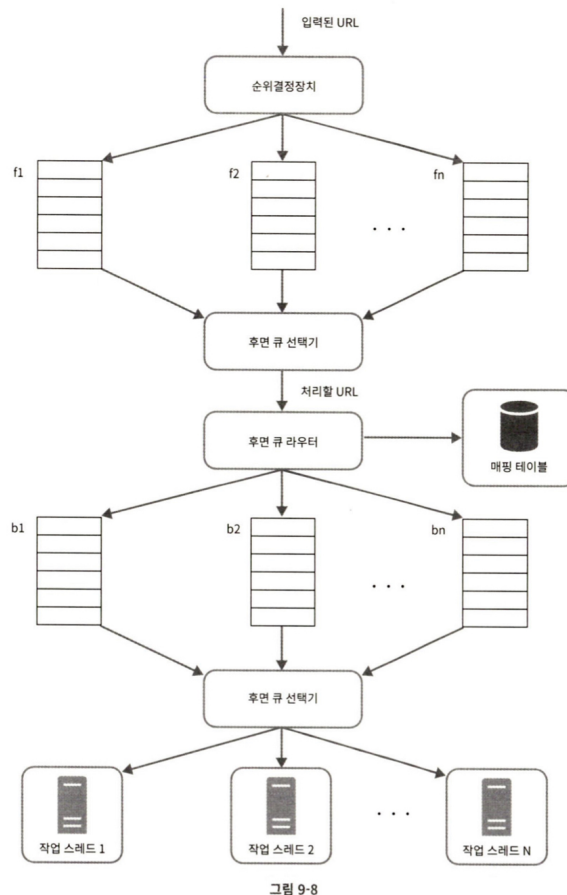 입력된 URL
순위결정장치
f1
f2
fn
. . .
후면 큐 선택기
처리할 URL
후면 큐 라우터
매핑 테이블
b1
b2
bn
. . .
후면 큐 선택기
작업 스레드 1
작업 스레드 2
. . .
작업 스레드 N
그림 9-8